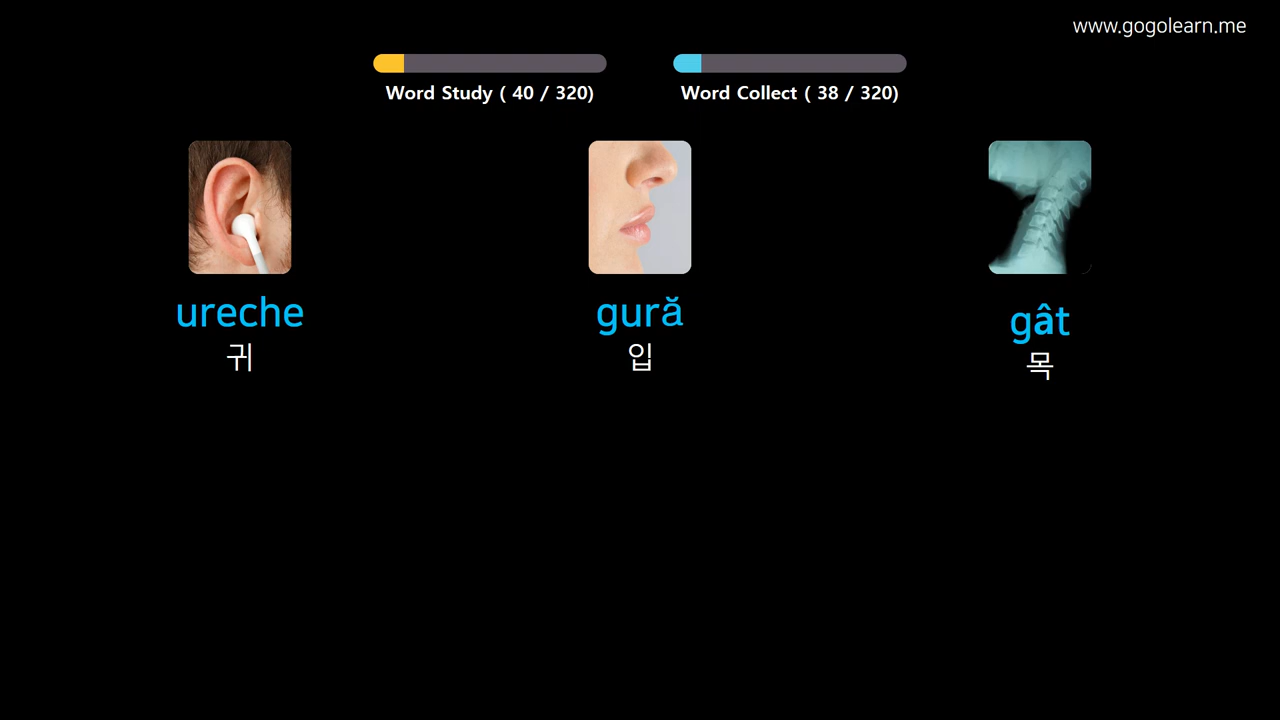 www.gogolearn.me
Word Study ( 40 / 320)
Word Collect ( 38 / 320)
ureche
귀
gură
입
gât
목